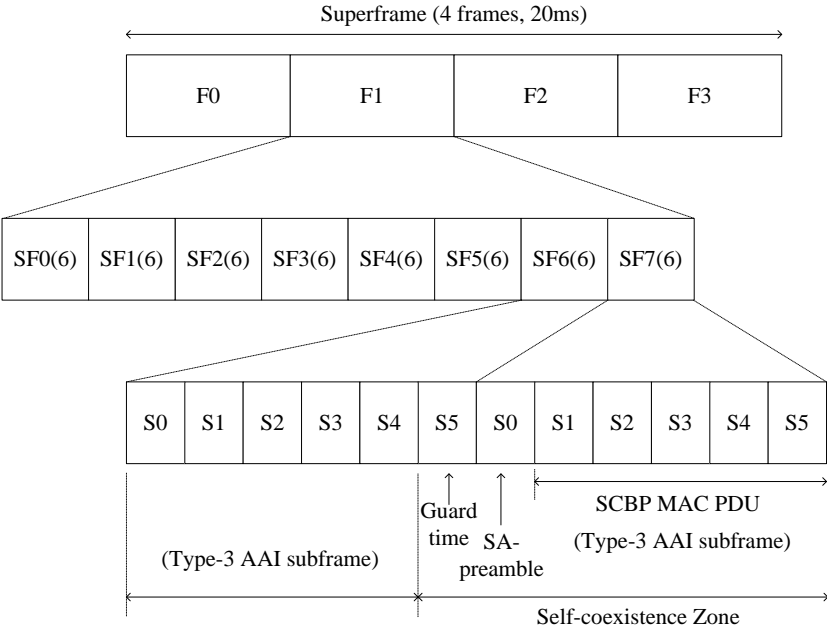 Superframe (4 frames, 20ms)
F0 F1 F2 F3
SF0(6) SF1(6) SF2(6) SF3(6) SF4(6) SF5(6) SF6(6) SF7(6)
S0 S1 S2 S3 S4 S5 S0 S1 S2 S3 S4 S5
Guard
time
SA-
preamble
SCBP MAC PDU
(Type-3 AAI subframe)
(Type-3 AAI subframe)
Self-coexistence Zone